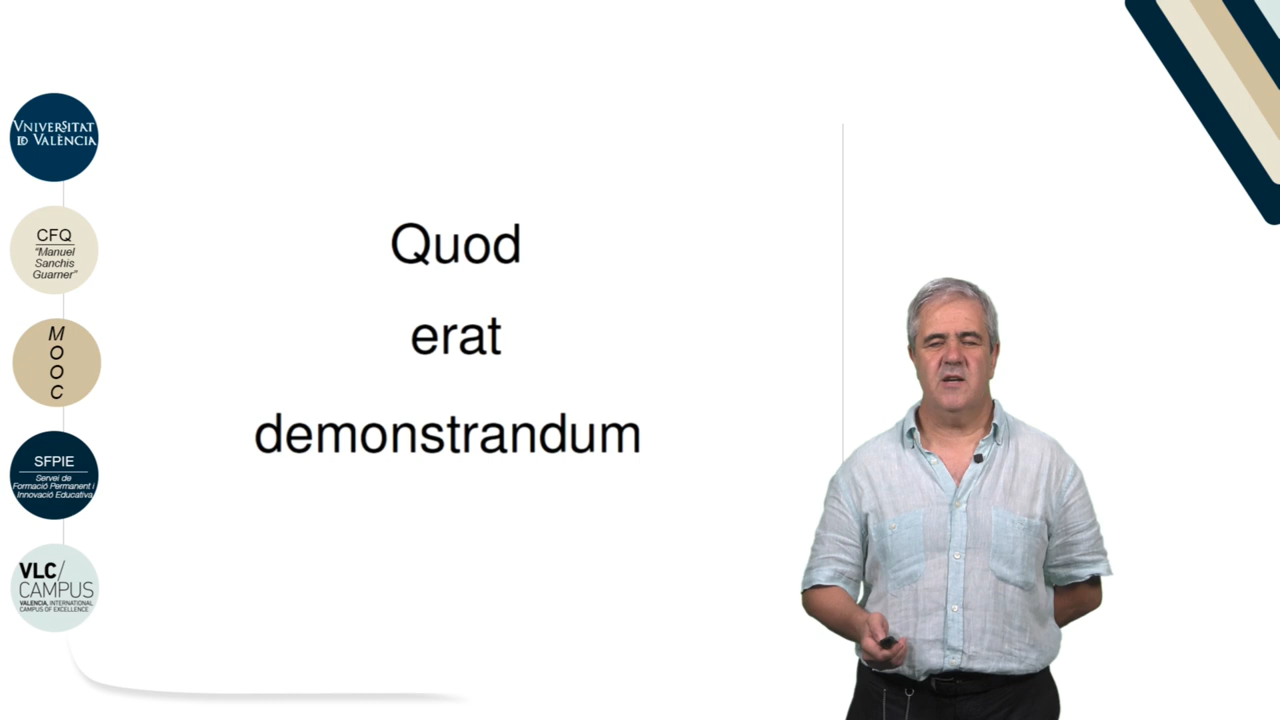 VNIVERSITAT
ID VALÈNCIA
CFQ
"Manuel
Sanchis
Guarner"
M
O
O
C
SFPIE
Servei de
Formació Permanent i
Innovació Educativa
VLC/
CAMPUS
VALENCIA, INTERNATIONAL
CAMPUS OF EXCELLENCE
Quod
erat
demonstrandum